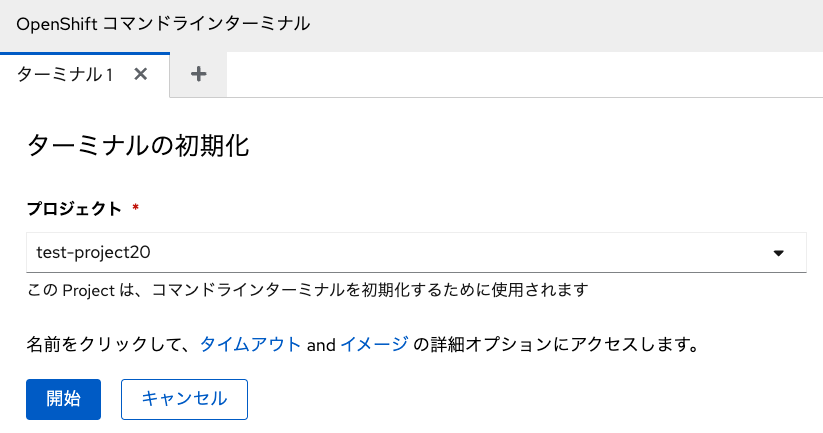 OpenShift コマンドラインターミナル
ターミナル 1 ✕ +
ターミナルの初期化
プロジェクト *
test-project20
この Project は、コマンドラインターミナルを初期化するために使用されます
名前をクリックして、タイムアウト and イメージ の詳細オプションにアクセスします。
開始 キャンセル